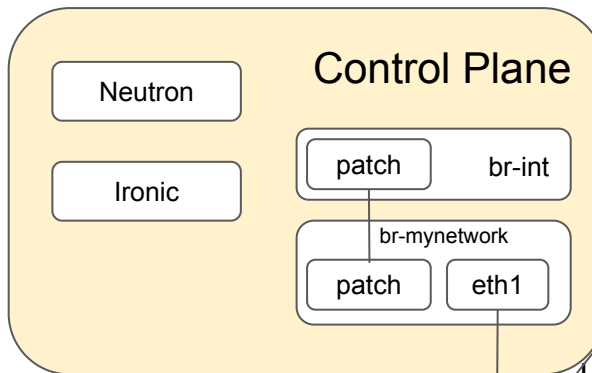 Control Plane
Neutron
Ironic
patch
br-int
br-mynetwork
patch
eth1